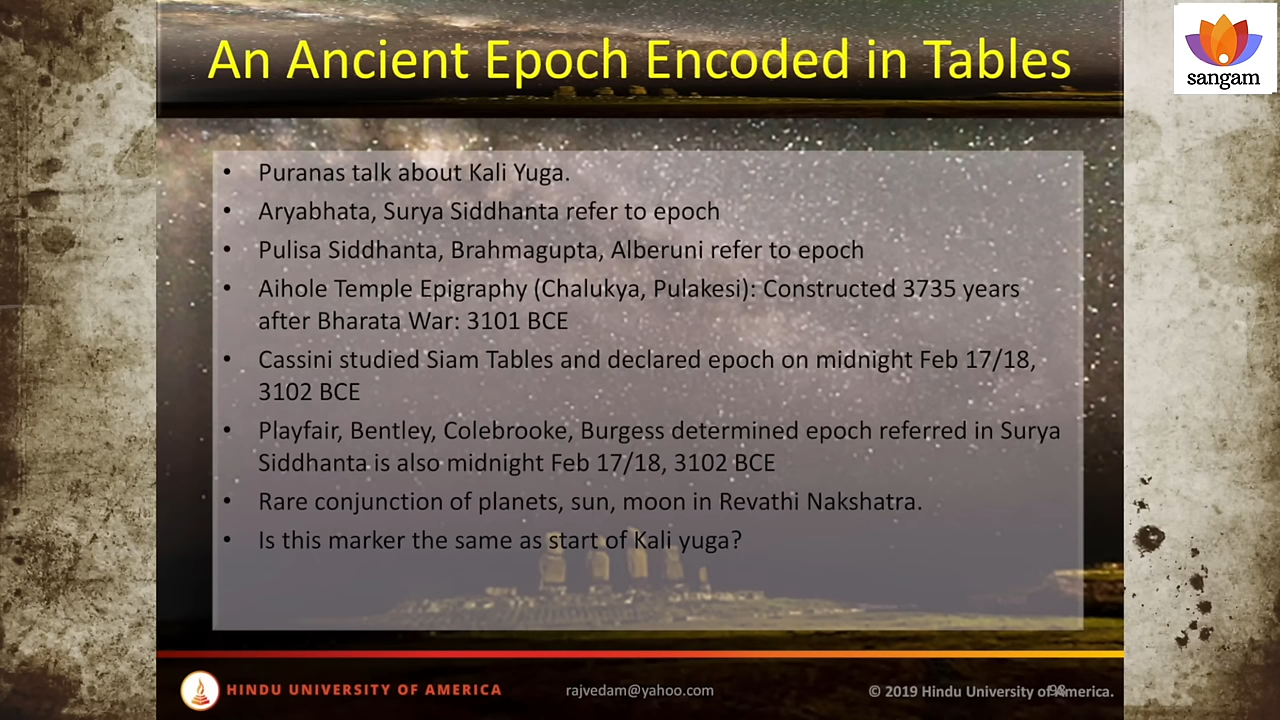 An Ancient Epoch Encoded in Tables
sangam
• Puranas talk about Kali Yuga.
• Aryabhata, Surya Siddhanta refer to epoch
• Pulisa Siddhanta, Brahmagupta, Alberuni refer to epoch
• Aihole Temple Epigraphy (Chalukya, Pulakesi): Constructed 3735 years
after Bharata War: 3101 BCE
• Cassini studied Siam Tables and declared epoch on midnight Feb 17/18,
3102 BCE
• Playfair, Bentley, Colebrooke, Burgess determined epoch referred in Surya
Siddhanta is also midnight Feb 17/18, 3102 BCE
• Rare conjunction of planets, sun, moon in Revathi Nakshatra.
• Is this marker the same as start of Kali yuga?
HINDU UNIVERSITY OF AMERICA
rajvedam@yahoo.com
© 2019 Hindu University of America.